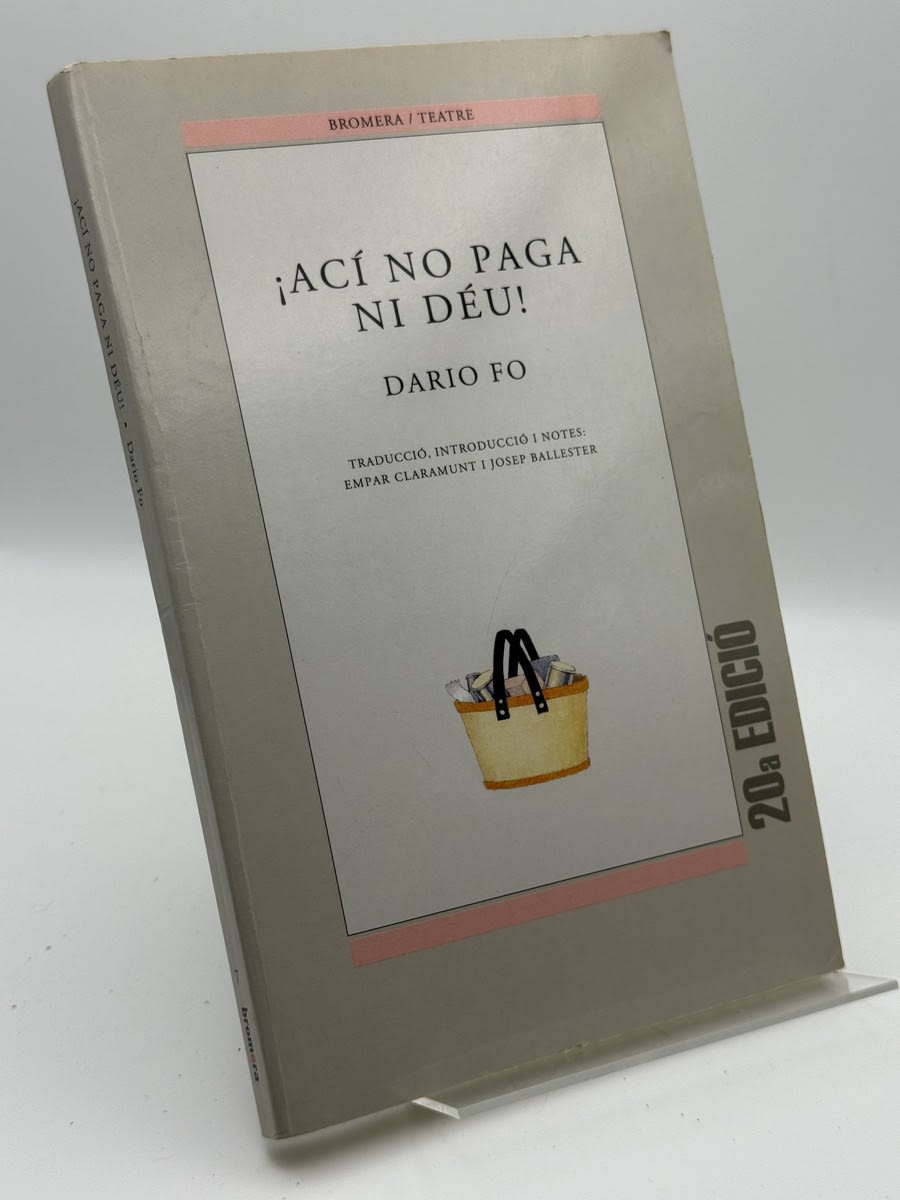 BROMERA / TEATRE
¡ACÍ NO PAGA
NI DÉU!
DARIO FO
TRADUCCIÓ, INTRODUCCIÓ I NOTES:
EMPAR CLARAMUNT I JOSEP BALLESTER
20a EDICIÓ
¡ACÍ NO PAGA NI DÉU! • Dario Fo
bromera